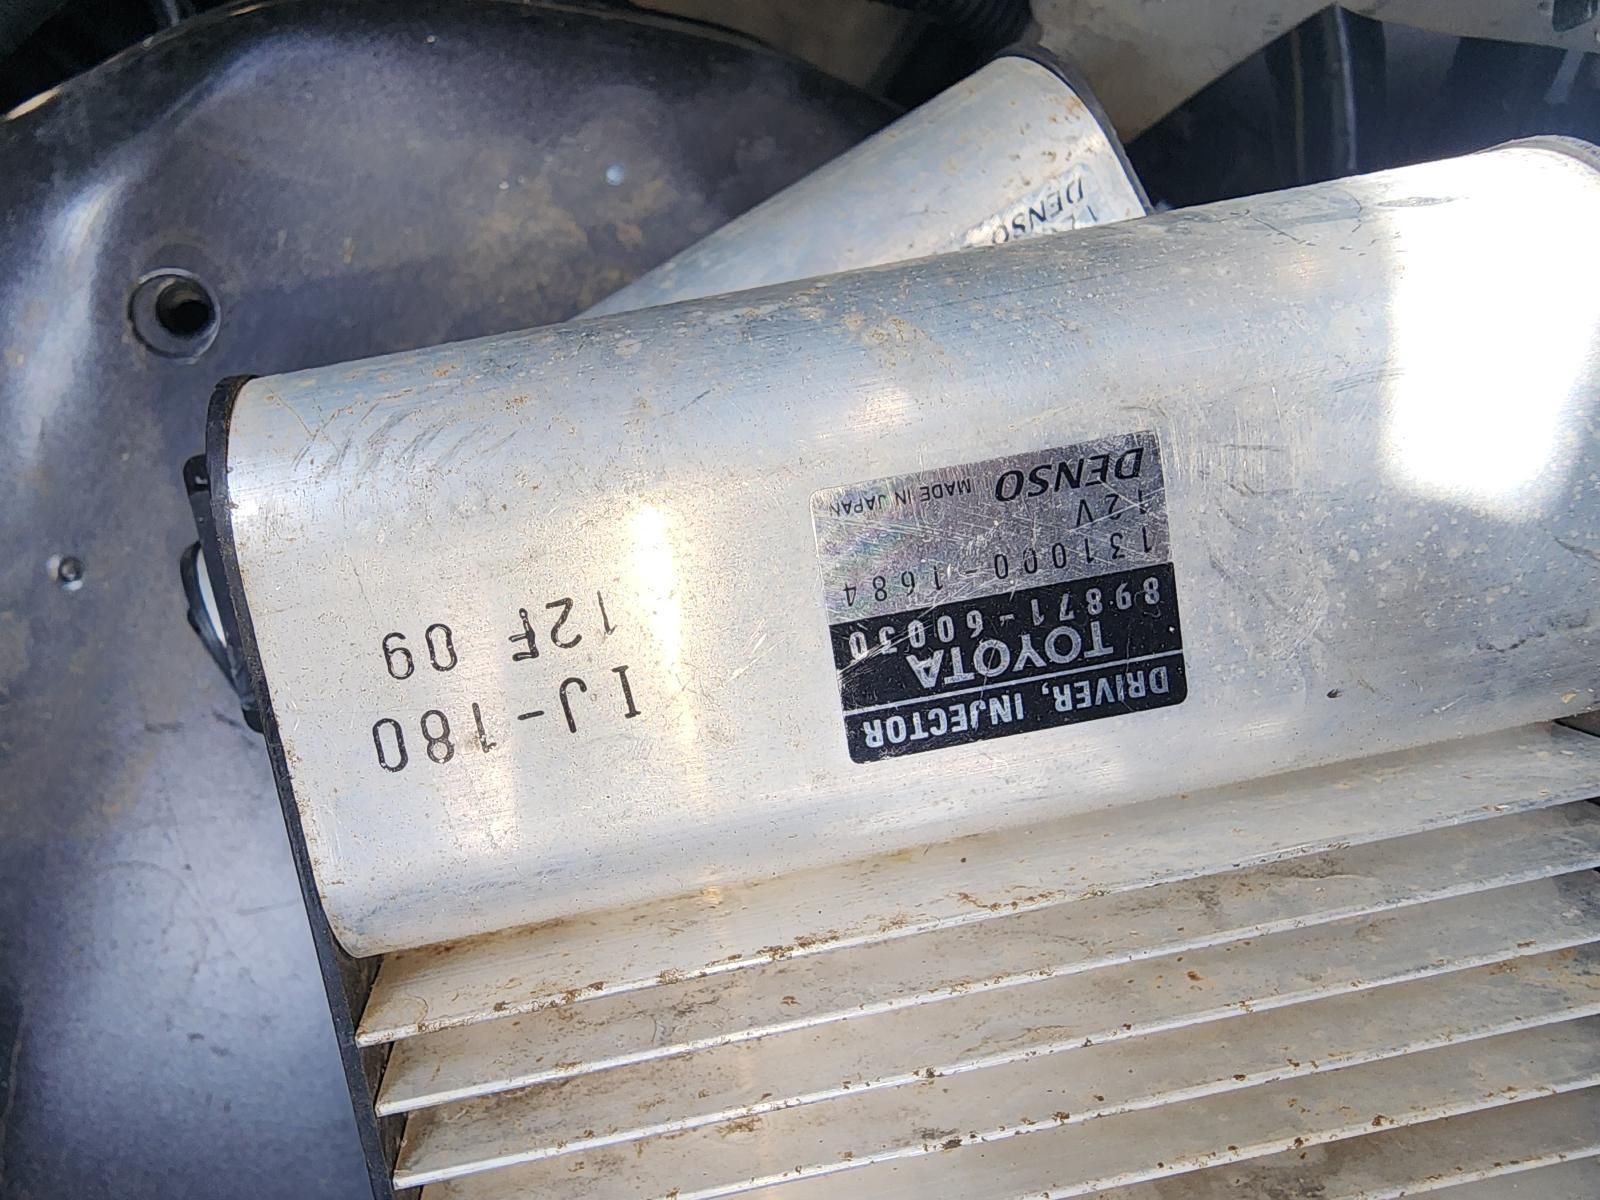 DRIVER, INJECTOR
TOYOTA
89871-60030
131000-1684
12V
DENSO MADE IN JAPAN
IJ-180
12F 09
DENSO